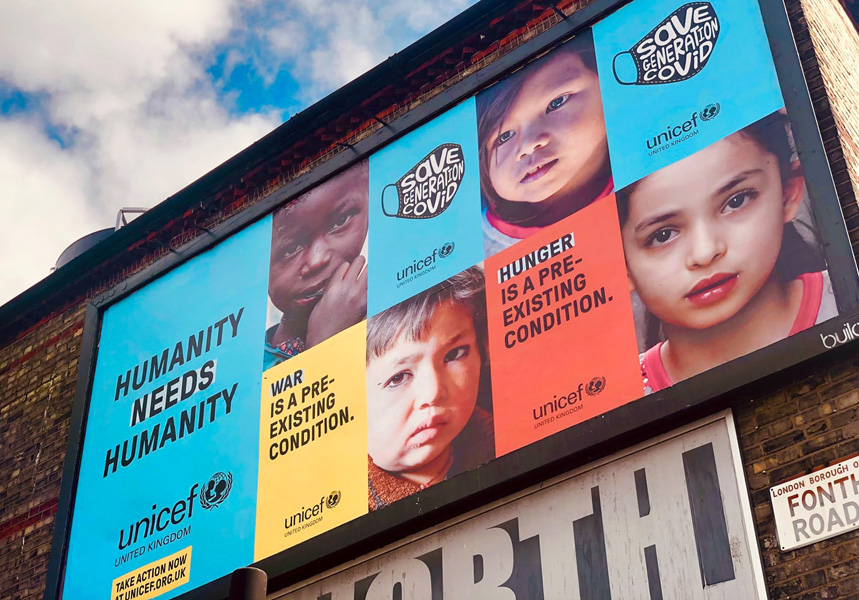 HUMANITY
NEEDS
HUMANITY
unicef
UNITED KINGDOM
TAKE ACTION NOW
AT UNICEF.ORG.UK
WAR
IS A PRE-
EXISTING
CONDITION.
unicef
UNITED KINGDOM
SAVE
GENERATION
COVID
unicef
UNITED KINGDOM
HUNGER
IS A PRE-
EXISTING
CONDITION.
unicef
UNITED KINGDOM
SAVE
GENERATION
COVID
unicef
UNITED KINGDOM
LONDON BOROUGH O
FONTH
ROAD